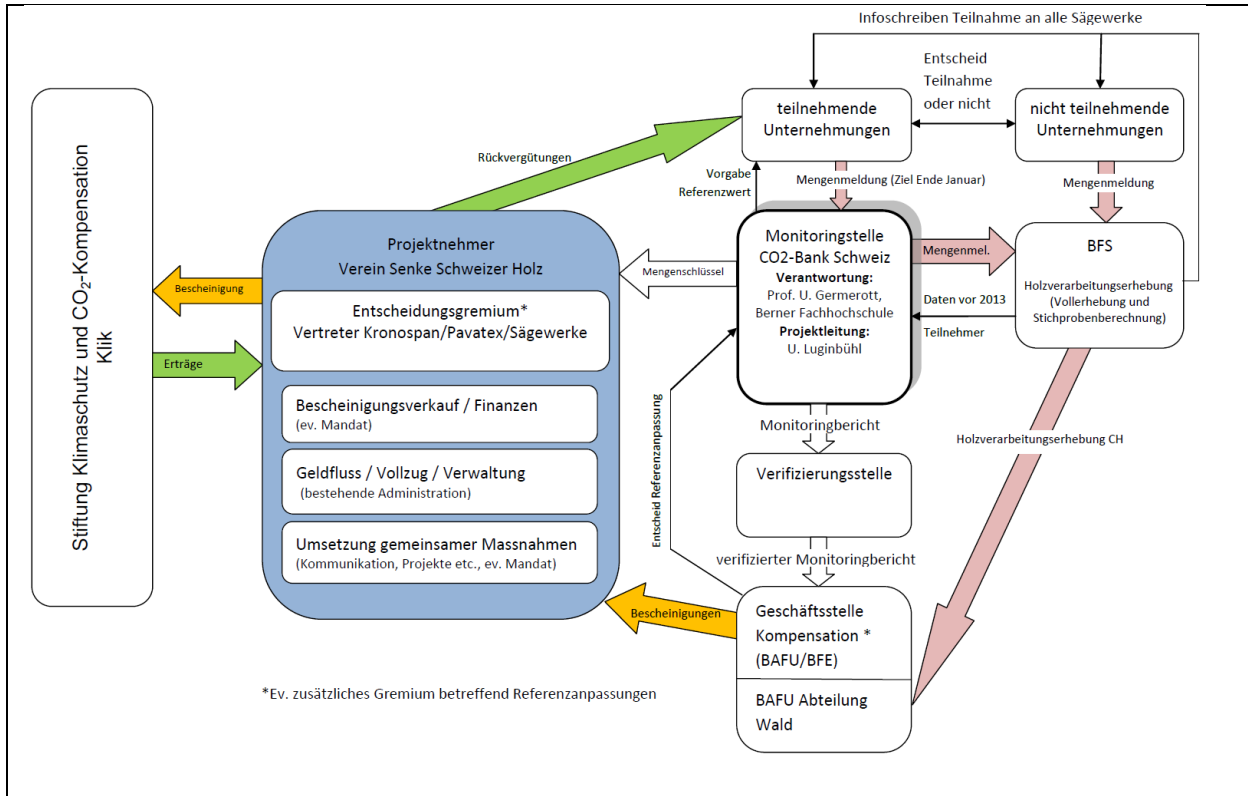 Infoschreiben Teilnahme an alle Sägewerke
Entscheid
Teilnahme
oder nicht
teilnehmende
Unternehmungen
nicht teilnehmende
Unternehmungen
Rückvergütungen
Vorgabe
Referenzwert
Mengenmeldung (Ziel Ende Januar)
Mengenmeldung
Stiftung Klimaschutz und CO₂-Kompensation
Klik
Bescheinigung
Erträge
Projektnehmer
Verein Senke Schweizer Holz
Entscheidungsgremium*
Vertreter Kronospan/Pavatex/Sägewerke
Bescheinigungsverkauf / Finanzen
(ev. Mandat)
Geldfluss / Vollzug / Verwaltung
(bestehende Administration)
Umsetzung gemeinsamer Massnahmen
(Kommunikation, Projekte etc., ev. Mandat)
Mengenschlüssel
Monitoringstelle
CO2-Bank Schweiz
Verantwortung:
Prof. U. Germerott,
Berner Fachhochschule
Projektleitung:
U. Luginbühl
Mengenmel.
Daten vor 2013
Teilnehmer
BFS
Holzverarbeitungserhebung
(Vollerhebung und
Stichprobenberechnung)
Entscheid Referenzanpassung
Monitoringbericht
Holzverarbeitungserhebung CH
Verifizierungsstelle
verifizierter Monitoringbericht
Bescheinigungen
Geschäftsstelle
Kompensation *
(BAFU/BFE)
BAFU Abteilung
Wald
*Ev. zusätzliches Gremium betreffend Referenzanpassungen